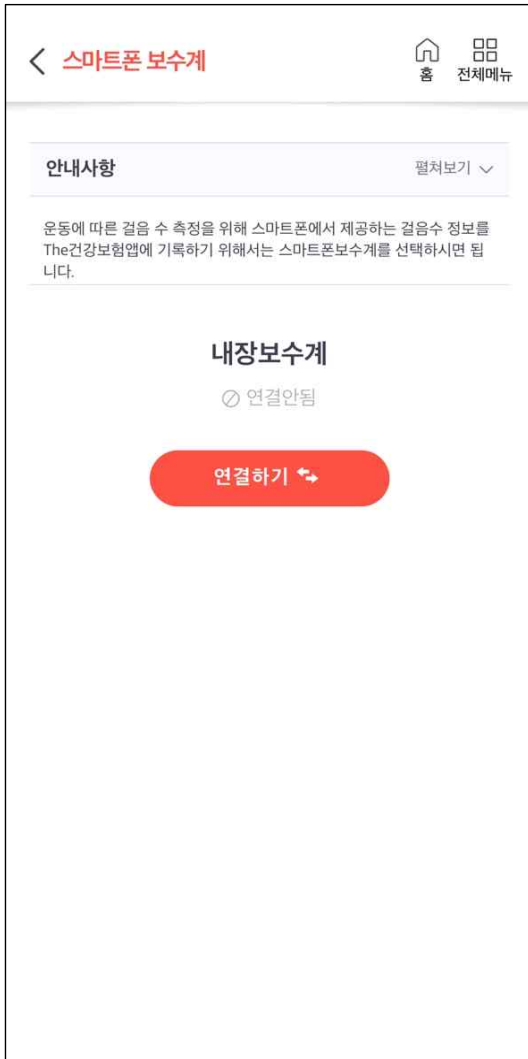 스마트폰 보수계
홈
전체메뉴
안내사항
펼쳐보기
운동에 따른 걸음 수 측정을 위해 스마트폰에서 제공하는 걸음수 정보를
The건강보험앱에 기록하기 위해서는 스마트폰보수계를 선택하시면 됩
니다.
내장보수계
연결안됨
연결하기